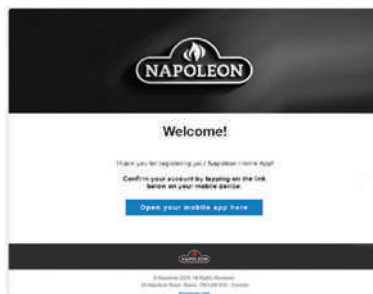 NAPOLEON
Welcome!
Thank you for registering your Napoleon Home App!
Confirm your account by tapping on the link
below on your mobile device.
Open your mobile app here
NAPOLEON